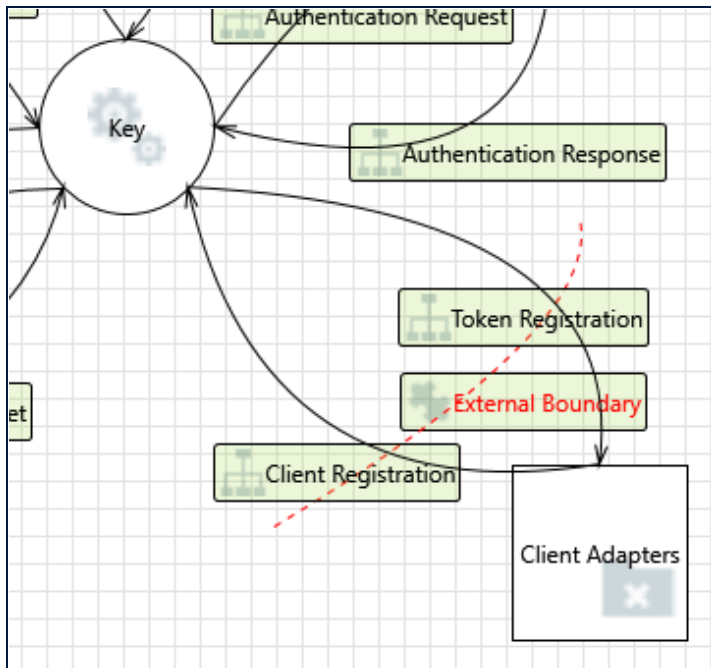 Authentication Request
Key
Authentication Response
Token Registration
External Boundary
et
Client Registration
Client Adapters